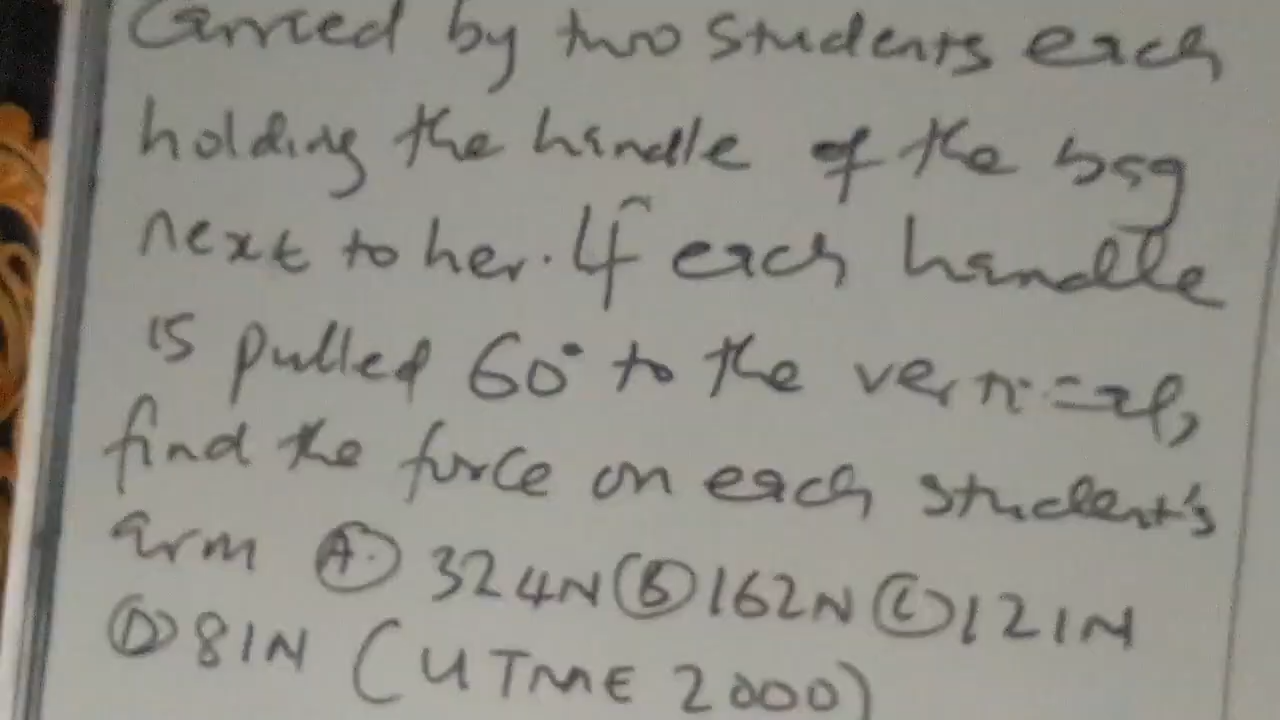 Carried by two students each
holding the handle of the bag
next to her. If each handle
is pulled 60° to the vertical,
find the force on each student's
arm (A.) 324N (B) 162N (C) 121N
(D) 81N (UTME 2000)